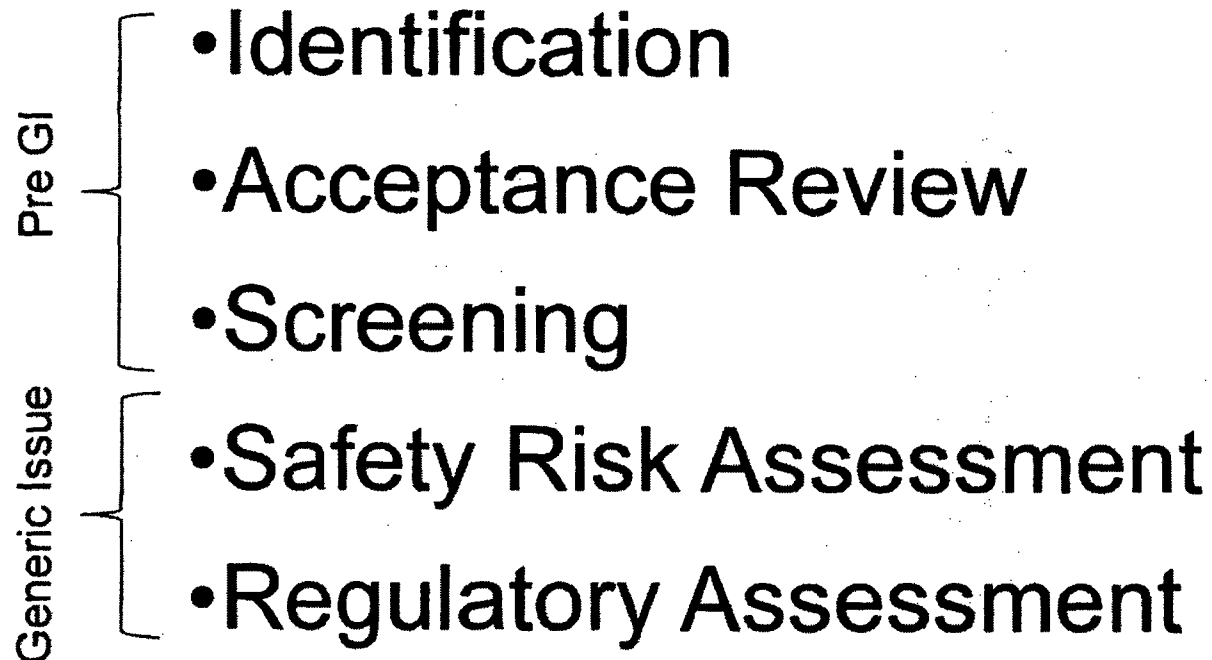 Pre GI
•Identification
•Acceptance Review
•Screening
Generic Issue
•Safety Risk Assessment
•Regulatory Assessment